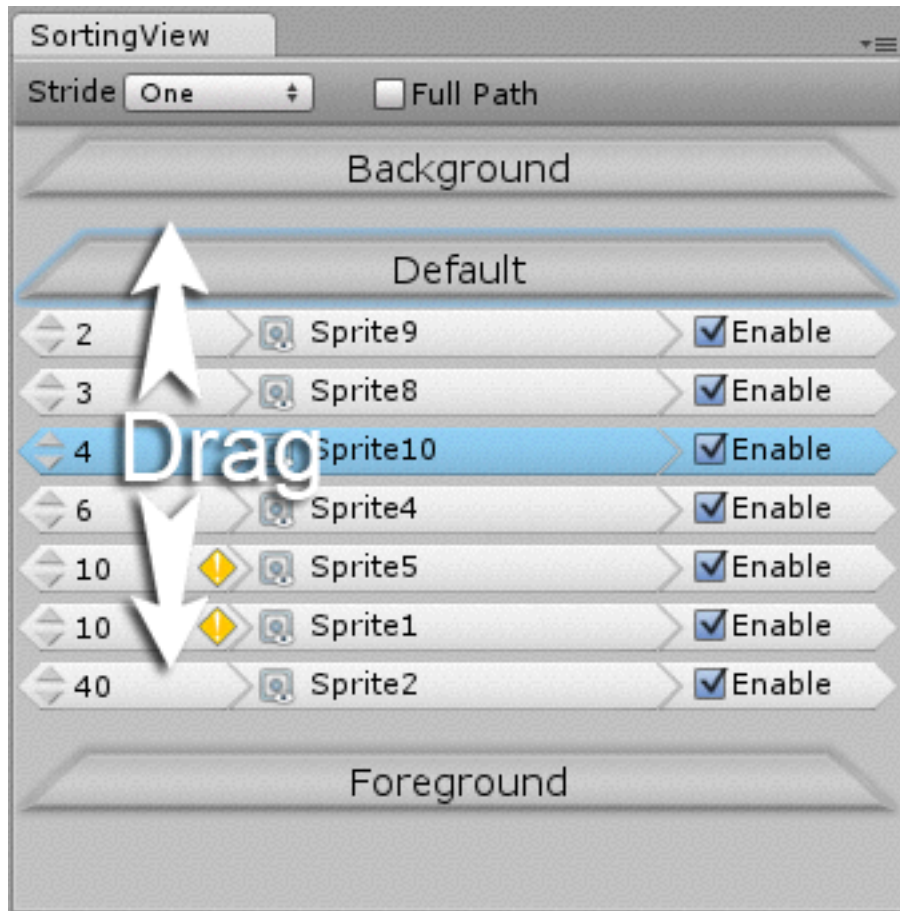 SortingView
Stride One Full Path
Background
Default
2 Sprite9 Enable
3 Sprite8 Enable
4 Sprite10 Enable
Drag
6 Sprite4 Enable
10 Sprite5 Enable
10 Sprite1 Enable
40 Sprite2 Enable
Foreground